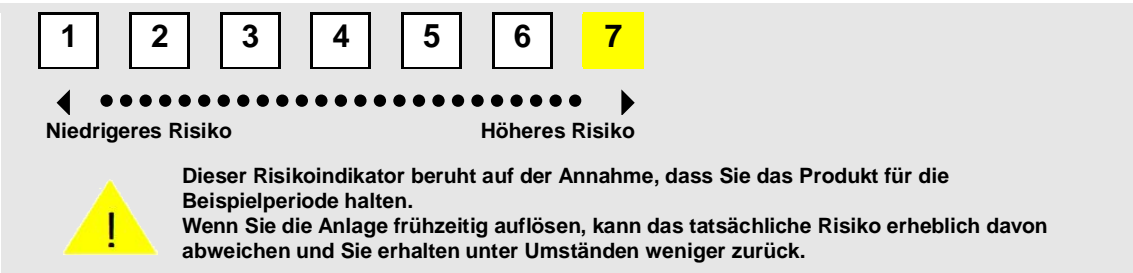 1 2 3 4 5 6 7
Niedrigeres Risiko Höheres Risiko
Dieser Risikoindikator beruht auf der Annahme, dass Sie das Produkt für die
Beispielperiode halten.
Wenn Sie die Anlage frühzeitig auflösen, kann das tatsächliche Risiko erheblich davon
abweichen und Sie erhalten unter Umständen weniger zurück.
!